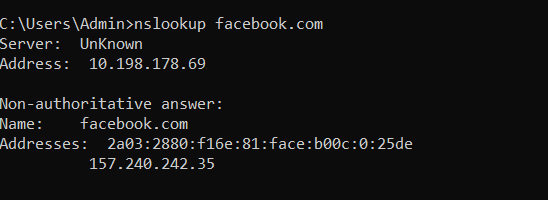 C:\Users\Admin>nslookup facebook.com
Server:  UnKnown
Address:  10.198.178.69

Non-authoritative answer:
Name:    facebook.com
Addresses:  2a03:2880:f16e:81:face:b00c:0:25de
          157.240.242.35